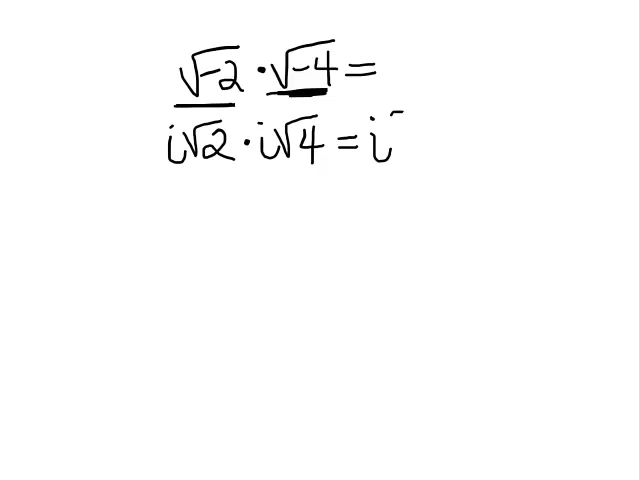 √-2 · √-4 =
i√2 · i√4 = i